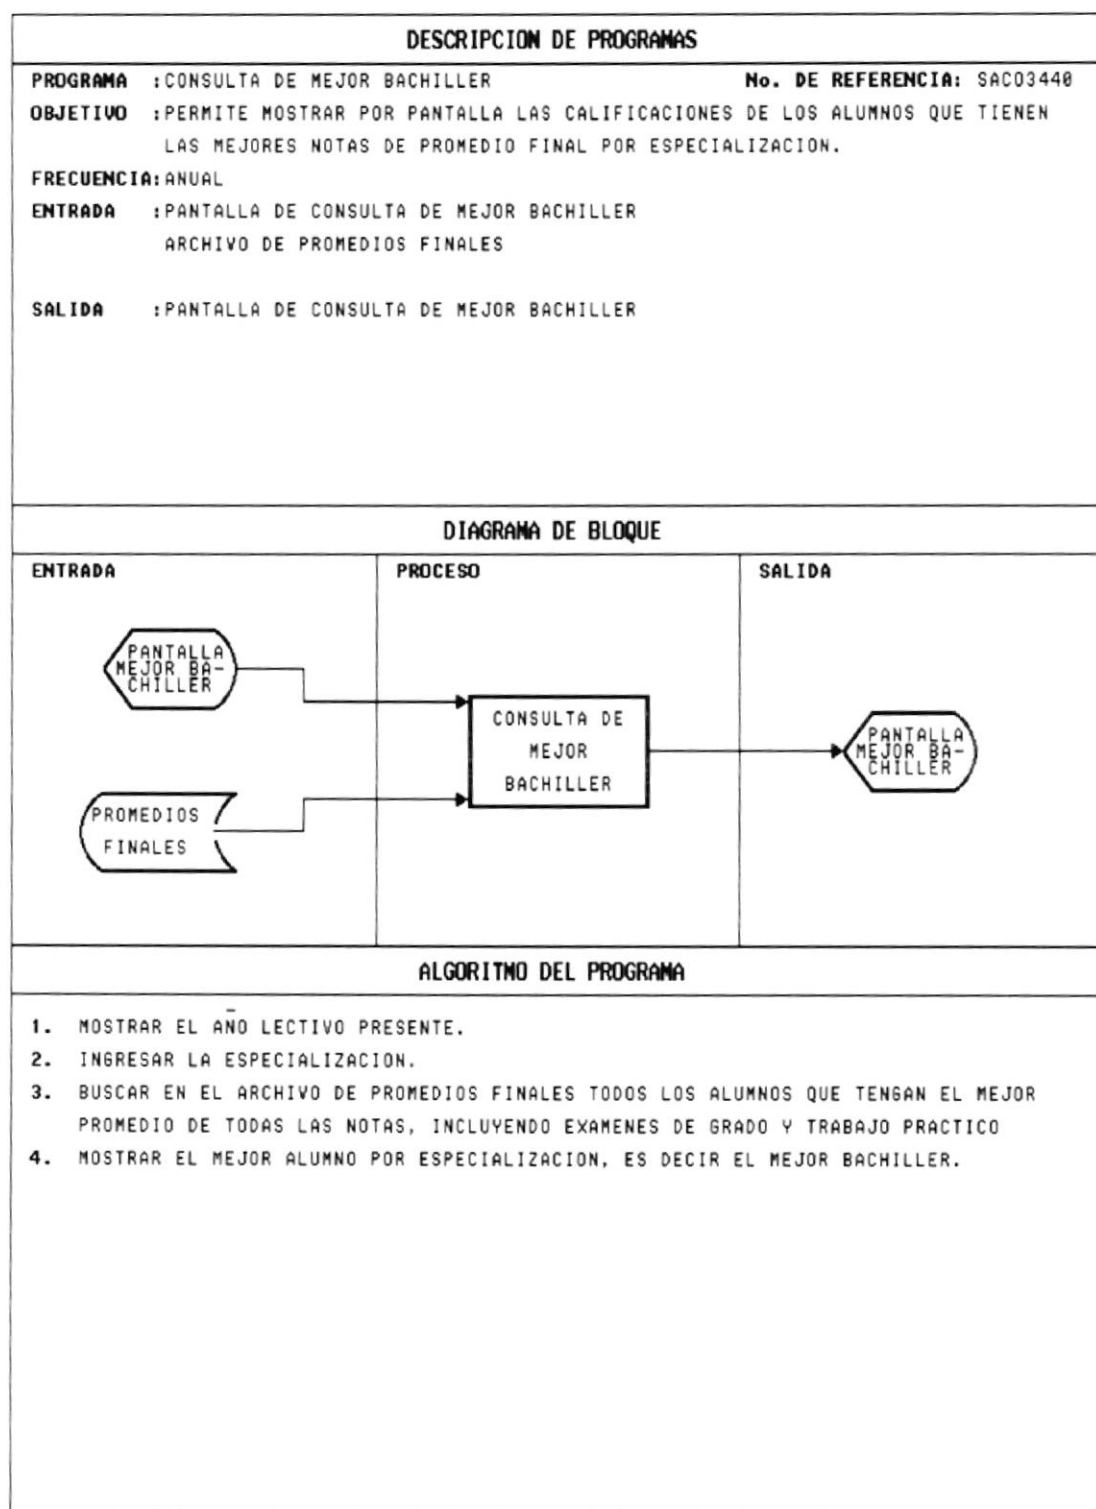 DESCRIPCION DE PROGRAMAS
PROGRAMA :CONSULTA DE MEJOR BACHILLER No. DE REFERENCIA: SACO3440
OBJETIVO :PERMITE MOSTRAR POR PANTALLA LAS CALIFICACIONES DE LOS ALUMNOS QUE TIENEN
LAS MEJORES NOTAS DE PROMEDIO FINAL POR ESPECIALIZACION.
FRECUENCIA:ANUAL
ENTRADA :PANTALLA DE CONSULTA DE MEJOR BACHILLER
ARCHIVO DE PROMEDIOS FINALES
SALIDA :PANTALLA DE CONSULTA DE MEJOR BACHILLER
DIAGRAMA DE BLOQUE
ENTRADA PROCESO SALIDA
PANTALLA
MEJOR BA-
CHILLER
PROMEDIOS
FINALES
CONSULTA DE
MEJOR
BACHILLER
PANTALLA
MEJOR BA-
CHILLER
ALGORITMO DEL PROGRAMA
1. MOSTRAR EL AÑO LECTIVO PRESENTE.
2. INGRESAR LA ESPECIALIZACION.
3. BUSCAR EN EL ARCHIVO DE PROMEDIOS FINALES TODOS LOS ALUMNOS QUE TENGAN EL MEJOR
PROMEDIO DE TODAS LAS NOTAS, INCLUYENDO EXAMENES DE GRADO Y TRABAJO PRACTICO
4. MOSTRAR EL MEJOR ALUMNO POR ESPECIALIZACION, ES DECIR EL MEJOR BACHILLER.